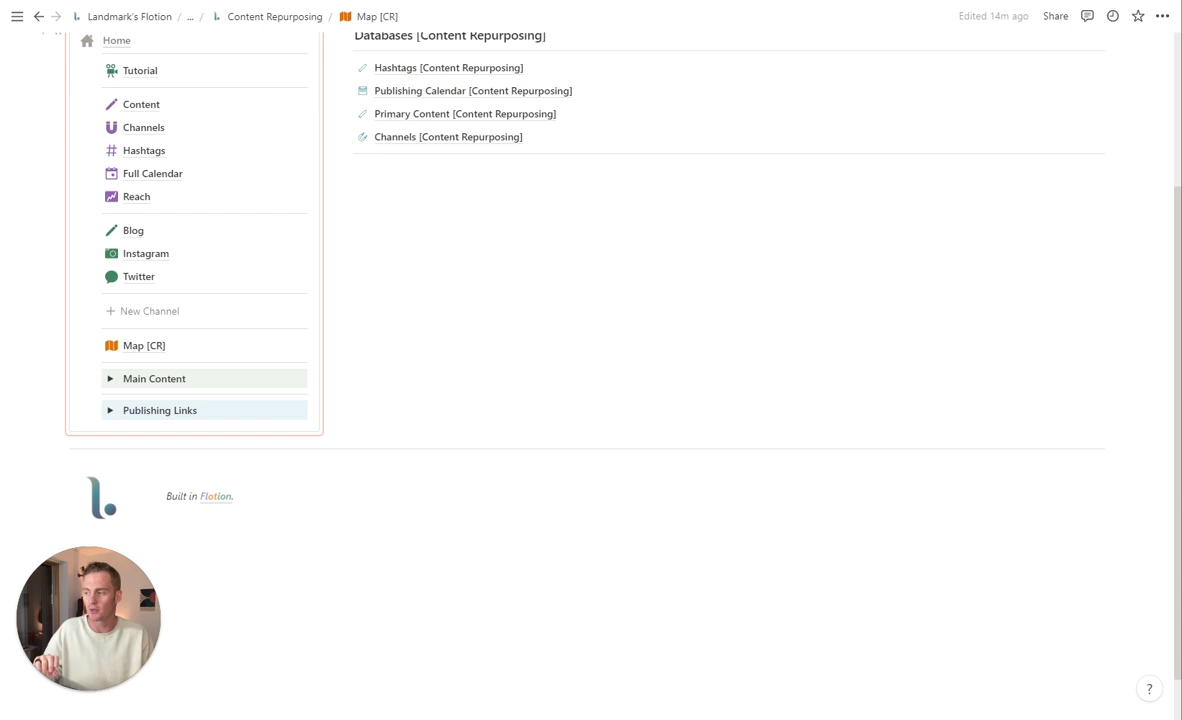 Landmark's Flotion / ... / Content Repurposing / Map [CR]
Edited 14m ago Share
Home
Tutorial
Content
Channels
Hashtags
Full Calendar
Reach
Blog
Instagram
Twitter
New Channel
Map [CR]
Main Content
Publishing Links
Databases [Content Repurposing]
Hashtags [Content Repurposing]
Publishing Calendar [Content Repurposing]
Primary Content [Content Repurposing]
Channels [Content Repurposing]
Built in Flotion.
?